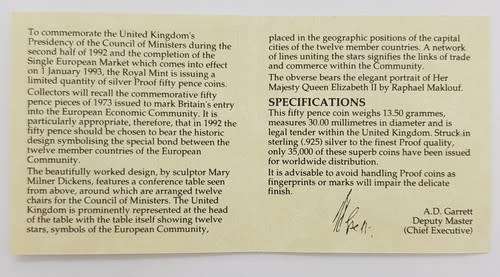 To commemorate the United Kingdom's
Presidency of the Council of Ministers during the
second half of 1992 and the completion of the
Single European Market which comes into effect
on 1 January 1993, the Royal Mint is issuing a
limited quantity of silver Proof fifty pence coins.
Collectors will recall the commemorative fifty
pence pieces of 1973 issued to mark Britain's entry
into the European Economic Community. It is
particularly appropriate, therefore, that in 1992 the
fifty pence should be chosen to bear the historic
design symbolising the special bond between the
twelve member countries of the European
Community.
The beautifully worked design, by sculptor Mary
Milner Dickens, features a conference table seen
from above, around which are arranged twelve
chairs for the Council of Ministers. The United
Kingdom is prominently represented at the head
of the table with the table itself showing twelve
stars, symbols of the European Community,
placed in the geographic positions of the capital
cities of the twelve member countries. A network
of lines uniting the stars signifies the links of trade
and commerce within the Community.
The obverse bears the elegant portrait of Her
Majesty Queen Elizabeth II by Raphael Maklouf.
SPECIFICATIONS
This fifty pence coin weighs 13.50 grammes,
measures 30.00 millimetres in diameter and is
legal tender within the United Kingdom. Struck in
sterling (.925) silver to the finest Proof quality,
only 35,000 of these superb coins have been issued
for worldwide distribution.
It is advisable to avoid handling Proof coins as
fingerprints or marks will impair the delicate
finish.
A.D. Garrett
Deputy Master
(Chief Executive)